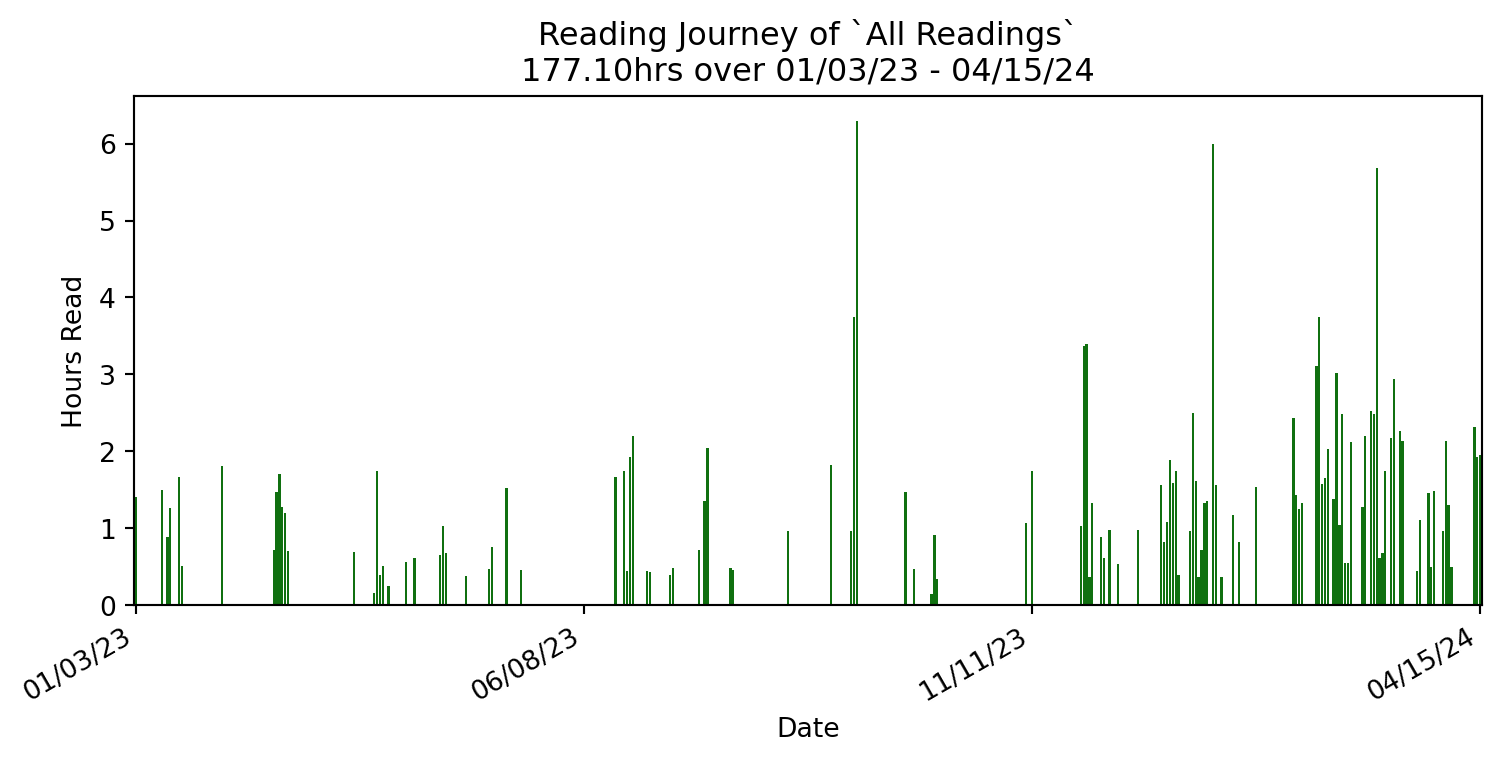 Reading Journey of `All Readings`
177.10hrs over 01/03/23 - 04/15/24
Hours Read
6
5
4
3
2
1
0
01/03/23
06/08/23
11/11/23
04/15/24
Date